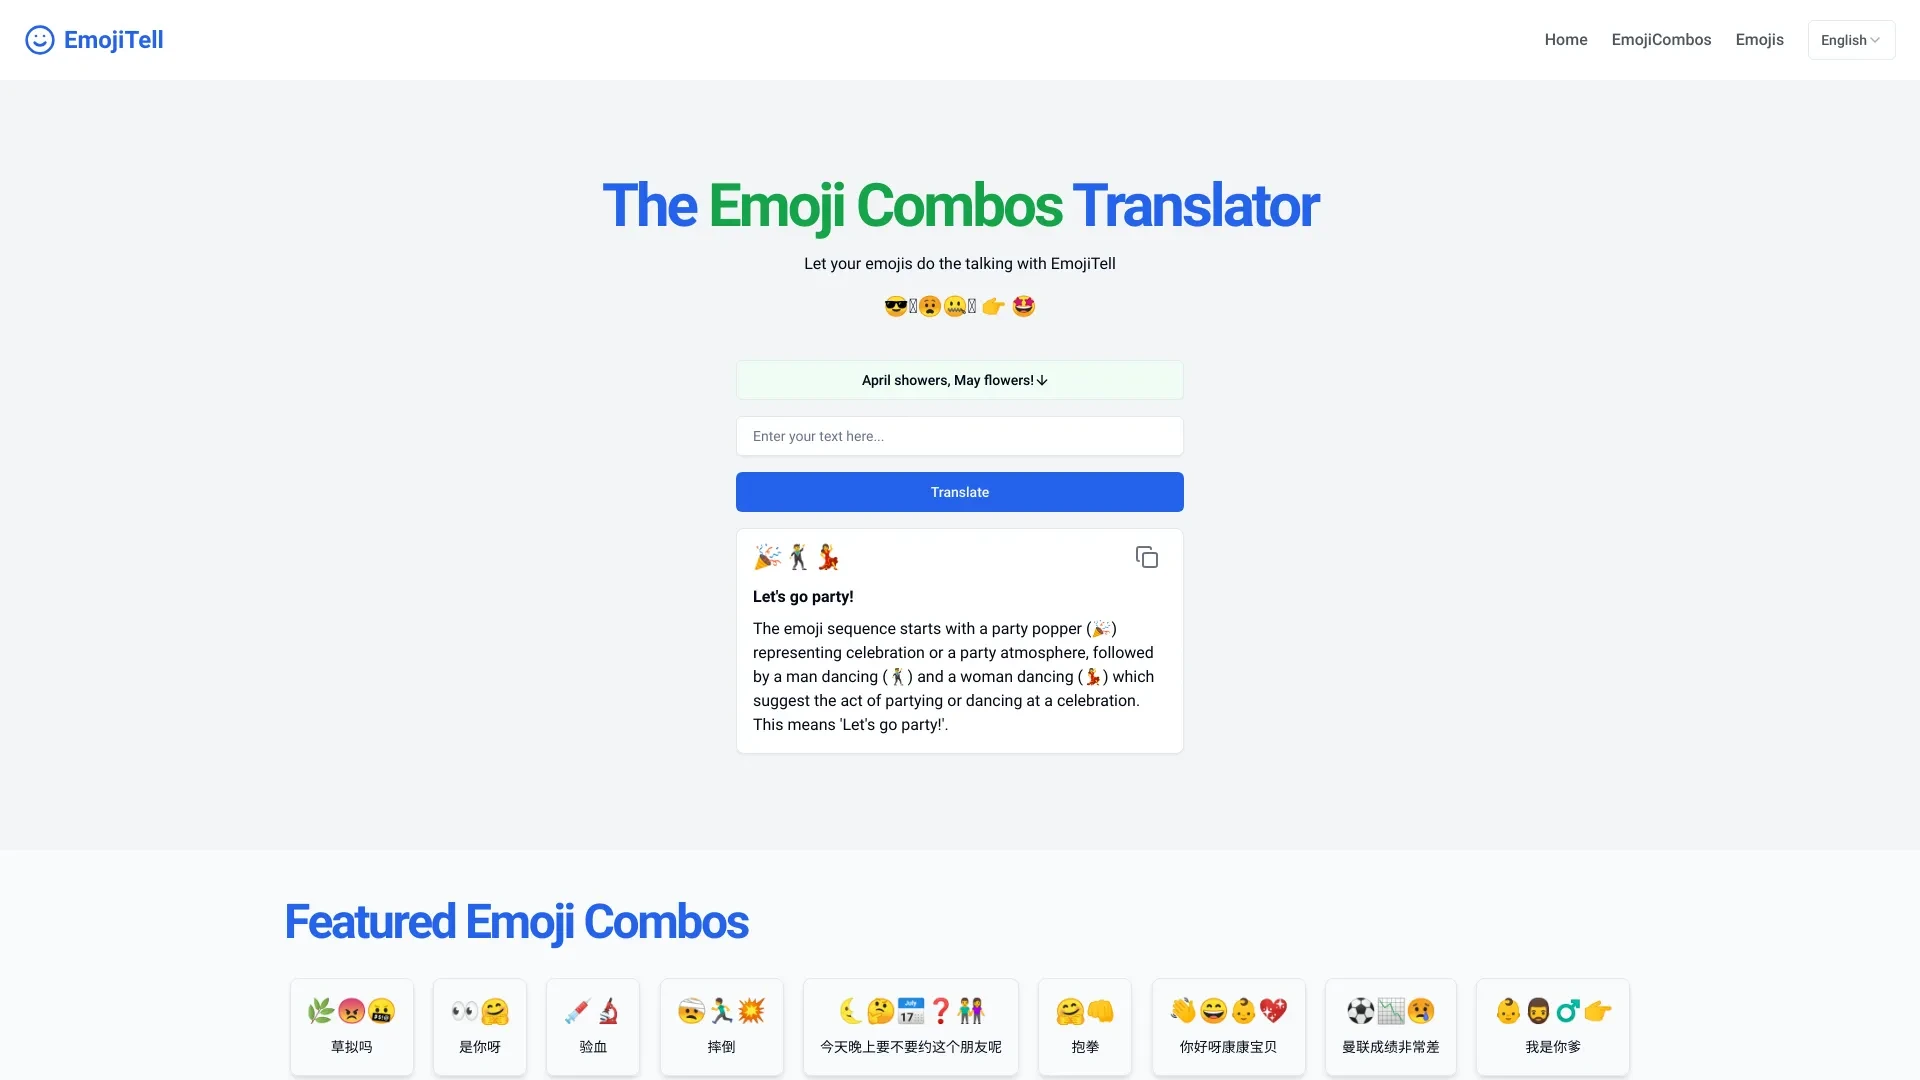 EmojiTell
Home
EmojiCombos
Emojis
English
The Emoji Combos Translator
Let your emojis do the talking with EmojiTell
April showers, May flowers!
Enter your text here...
Translate
Let's go party!
The emoji sequence starts with a party popper (🎉)
representing celebration or a party atmosphere, followed
by a man dancing (🕺) and a woman dancing (💃) which
suggest the act of partying or dancing at a celebration.
This means 'Let's go party!'.
Featured Emoji Combos
草拟吗
是你呀
验血
摔倒
今天晚上要不要约这个朋友呢
抱拳
你好呀康康宝贝
曼联成绩非常差
我是你爹